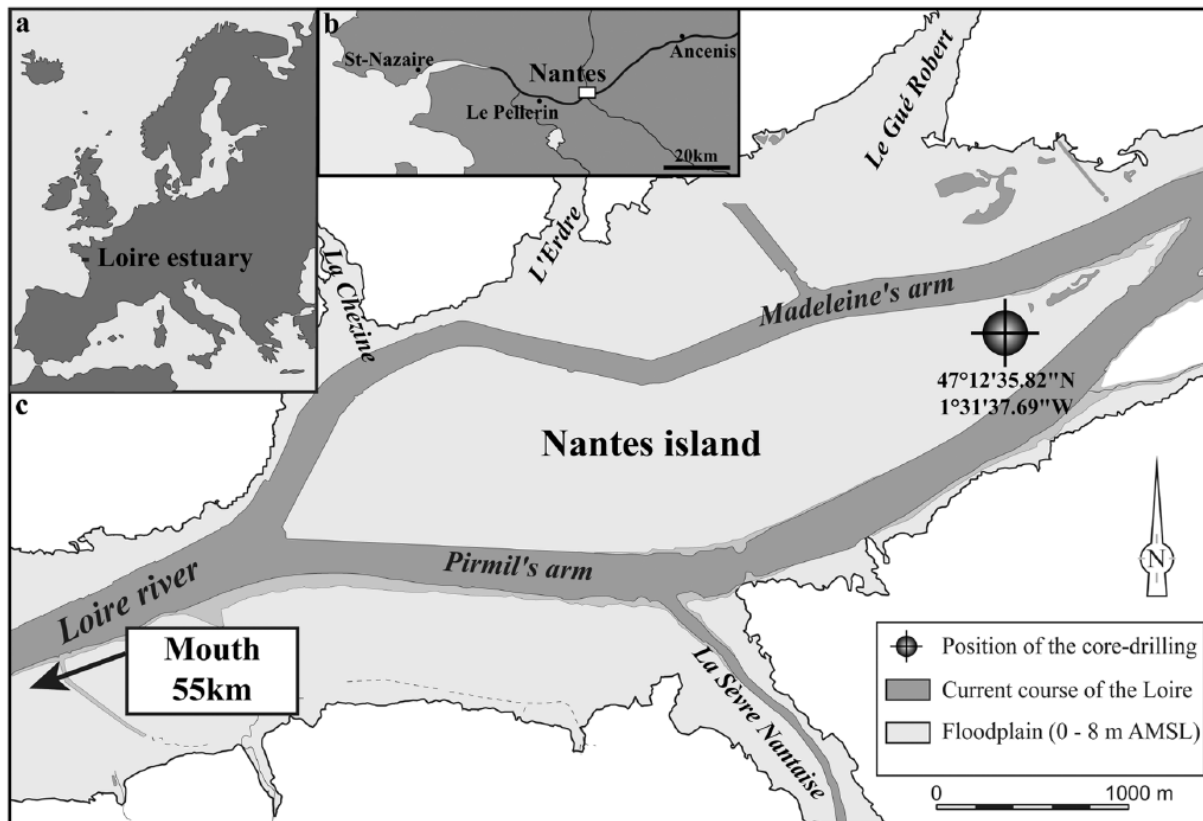 a
Loire estuary
b
St-Nazaire
Ancenis
Nantes
Le Pellerin
20km
c
La Chézine
L'Erdre
Le Gué Robert
Madeleine's arm
47°12'35.82"N
1°31'37.69"W
Nantes island
Pirmil's arm
Loire river
Mouth
55km
La Sèvre Nantaise
N
Position of the core-drilling
Current course of the Loire
Floodplain (0 - 8 m AMSL)
0
1000 m